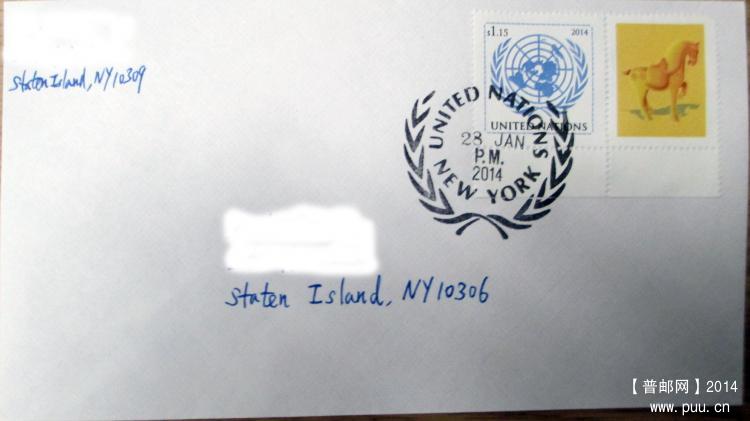 Staten Island, NY10309
$1.15 2014
UNITED NATIONS
UNITED NATIONS
28 JAN
P.M.
2014
NEW YORK
Staten Island, NY10306
【普邮网】2014
www.puu.cn